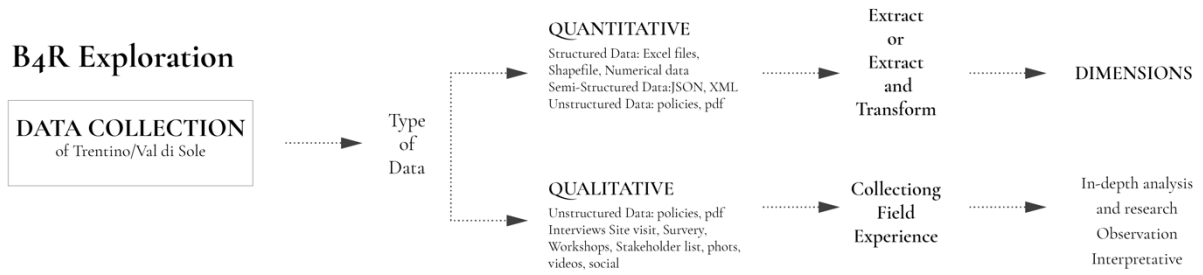 B4R Exploration
DATA COLLECTION
of Trentino/Val di Sole
Type
of
Data
QUANTITATIVE
Structured Data: Excel files,
Shapefile, Numerical data
Semi-Structured Data:JSON, XML
Unstructured Data: policies, pdf
Extract
or
Extract
and
Transform
DIMENSIONS
QUALITATIVE
Unstructured Data: policies, pdf
Interviews Site visit, Survery,
Workshops, Stakeholder list, phots,
videos, social
Collectiong
Field
Experience
In-depth analysis
and research
Observation
Interpretative